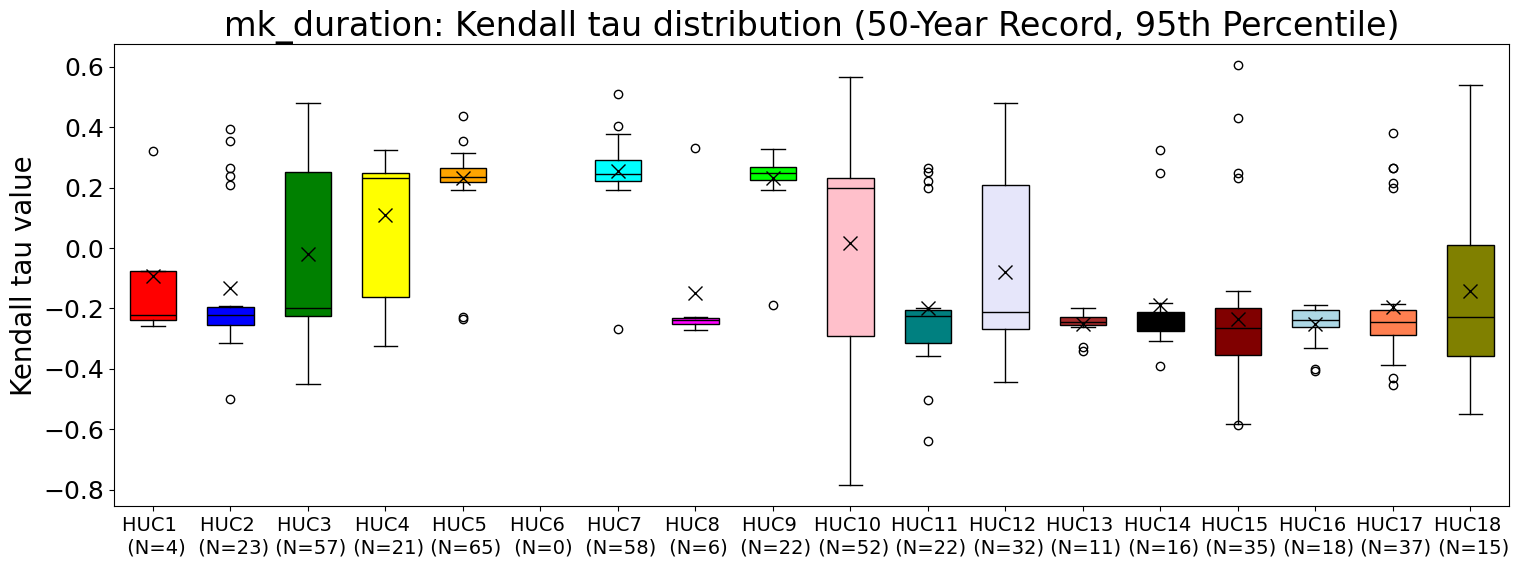 mk_duration: Kendall tau distribution (50-Year Record, 95th Percentile)
Kendall tau value
0.6
0.4
0.2
0.0
−0.2
−0.4
−0.6
−0.8
HUC1 HUC2 HUC3 HUC4 HUC5 HUC6 HUC7 HUC8 HUC9 HUC10 HUC11 HUC12 HUC13 HUC14 HUC15 HUC16 HUC17 HUC18
(N=4) (N=23) (N=57) (N=21) (N=65) (N=0) (N=58) (N=6) (N=22) (N=52) (N=22) (N=32) (N=11) (N=16) (N=35) (N=18) (N=37) (N=15)